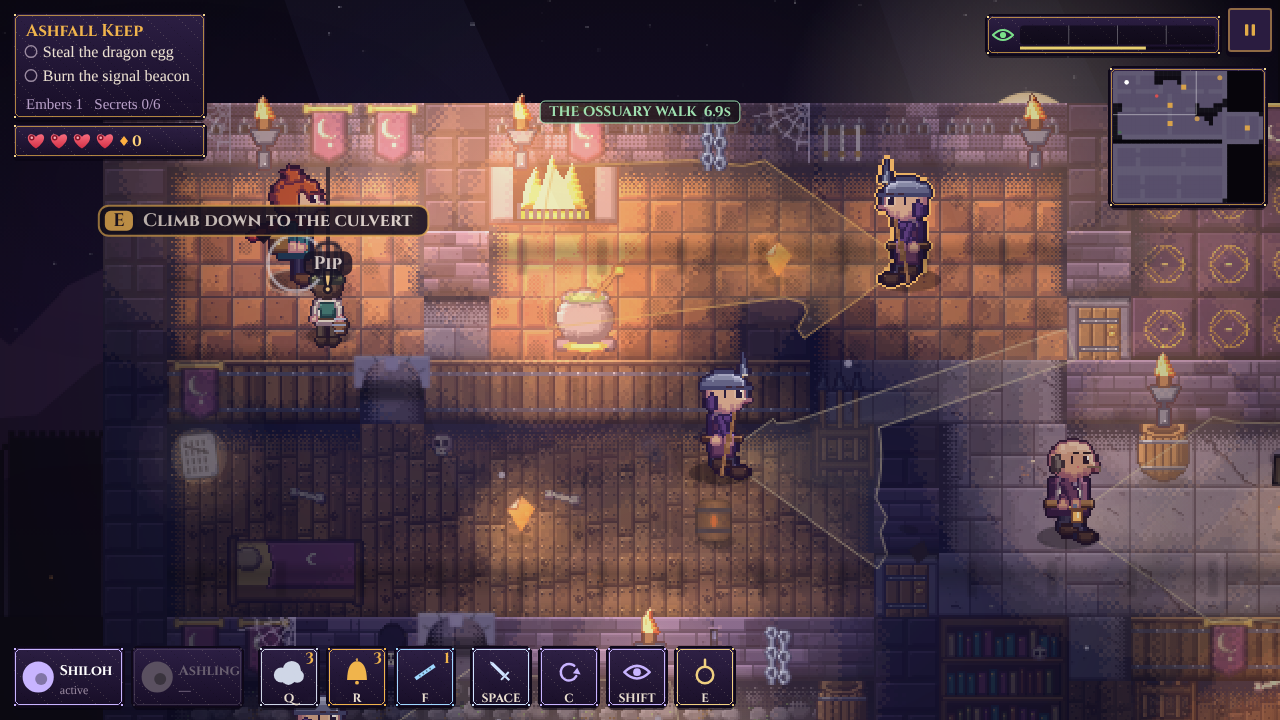 ASHFALL KEEP
Steal the dragon egg
Burn the signal beacon
Embers 1 Secrets 0/6
0
THE OSSUARY WALK 6.9s
E CLIMB DOWN TO THE CULVERT
PIP
SHILOH
active
ASHLING
—
3
Q
3
R
1
F
SPACE
C
SHIFT
E